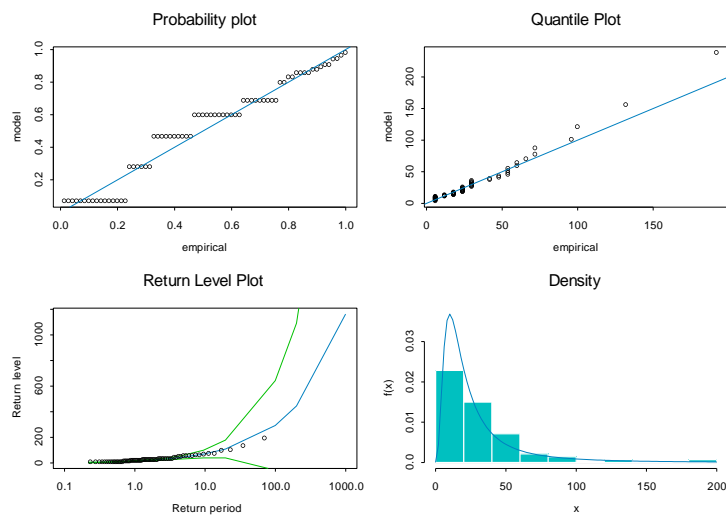 Probability plot
model
0.2 0.4 0.6 0.8 1.0
0.0 0.2 0.4 0.6 0.8 1.0
empirical
Quantile Plot
model
0 50 100 150 200
0 50 100 150
empirical
Return Level Plot
Return level
0 200 600 1000
0.1 1.0 10.0 100.0 1000.0
Return period
Density
f(x)
0.0 0.01 0.02 0.03
0 50 100 150 200
x